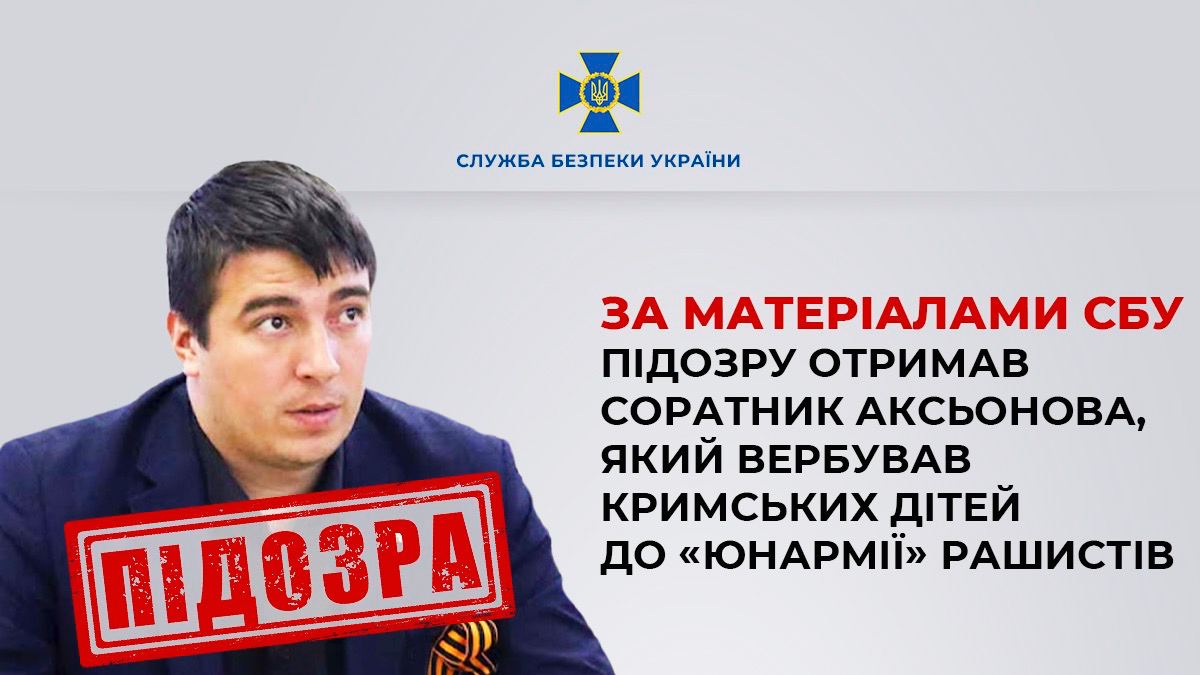 СЛУЖБА БЕЗПЕКИ УКРАЇНИ
ЗА МАТЕРІАЛАМИ СБУ
ПІДОЗРУ ОТРИМАВ
СОРАТНИК АКСЬОНОВА,
ЯКИЙ ВЕРБУВАВ
КРИМСЬКИХ ДІТЕЙ
ДО «ЮНАРМІЇ» РАШИСТІВ
ПІДОЗРА